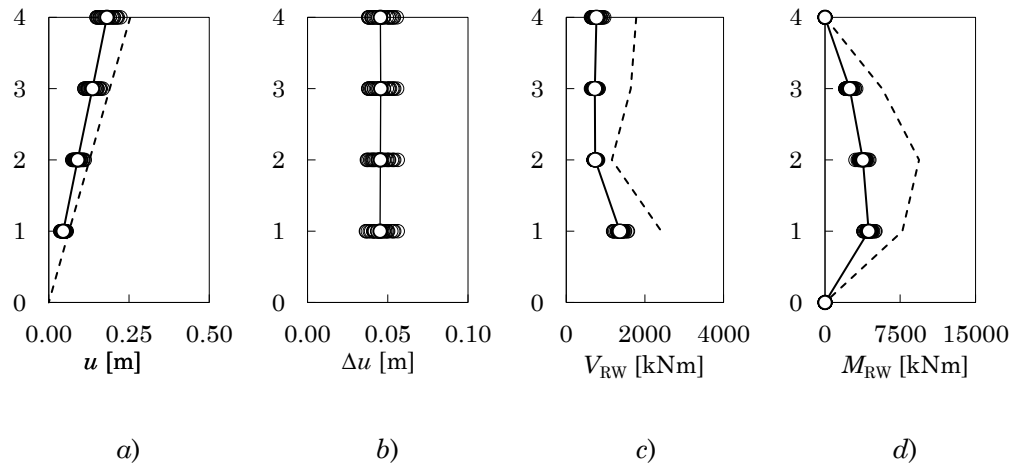 4 4 4 4
3 3 3 3
2 2 2 2
1 1 1 1
0 0 0 0
0.00 0.25 0.50 0.00 0.05 0.10 0 2000 4000 0 7500 15000
u [m] Δu [m] V_RW [kNm] M_RW [kNm]
a) b) c) d)